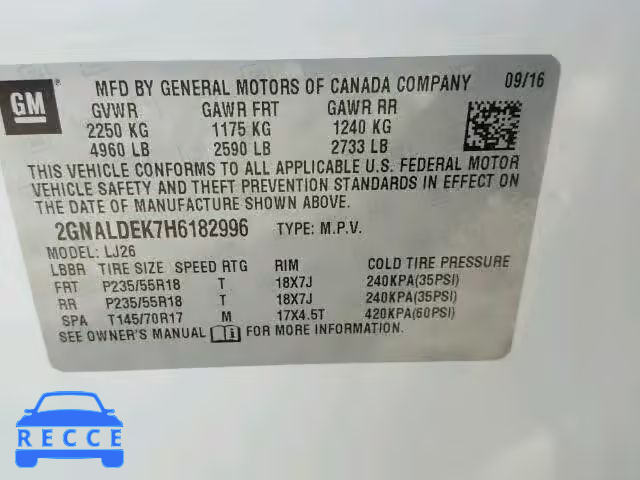 GM
MFD BY GENERAL MOTORS OF CANADA COMPANY 09/16
GVWR GAWR FRT GAWR RR
2250 KG 1175 KG 1240 KG
4960 LB 2590 LB 2733 LB
THIS VEHICLE CONFORMS TO ALL APPLICABLE U.S. FEDERAL MOTOR
VEHICLE SAFETY AND THEFT PREVENTION STANDARDS IN EFFECT ON
THE DATE OF MANUFACTURE SHOWN ABOVE.
2GNALDEK7H6182996 TYPE: M.P.V.
MODEL: LJ26
LBBR TIRE SIZE SPEED RTG RIM COLD TIRE PRESSURE
FRT P235/55R18 T 18X7J 240KPA(35PSI)
RR P235/55R18 T 18X7J 240KPA(35PSI)
SPA T145/70R17 M 17X4.5T 420KPA(60PSI)
SEE OWNER'S MANUAL FOR MORE INFORMATION.
RECCE